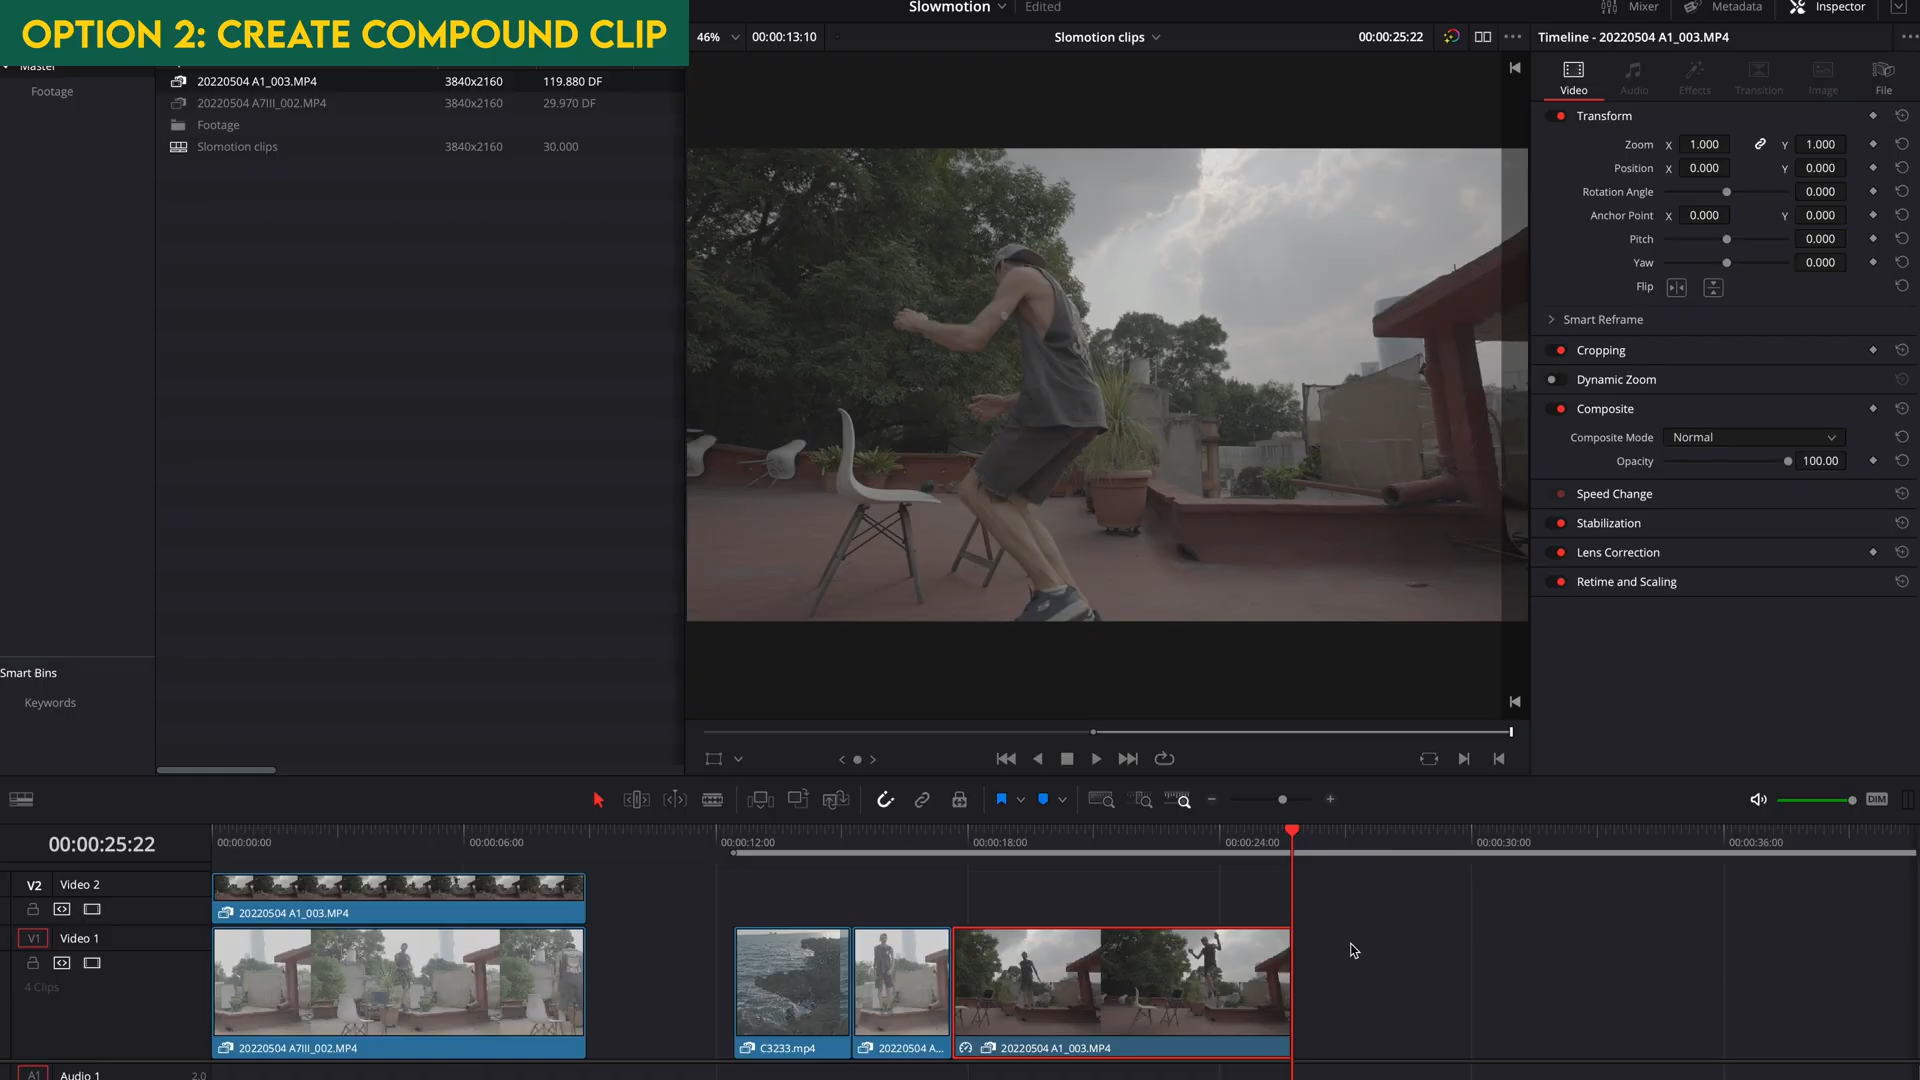 OPTION 2: CREATE COMPOUND CLIP
Slowmotion Edited
Mixer Metadata Inspector
46% 00:00:13:10 Slomotion clips 00:00:25:22
Timeline - 20220504 A1_003.MP4
Master
Footage
20220504 A1_003.MP4 3840x2160 119.880 DF
20220504 A7III_002.MP4 3840x2160 29.970 DF
Footage
Slomotion clips 3840x2160 30.000
Smart Bins
Keywords
Video Audio Effects Transition Image File
Transform
Zoom X 1.000 Y 1.000
Position X 0.000 Y 0.000
Rotation Angle 0.000
Anchor Point X 0.000 Y 0.000
Pitch 0.000
Yaw 0.000
Flip
Smart Reframe
Cropping
Dynamic Zoom
Composite
Composite Mode Normal
Opacity 100.00
Speed Change
Stabilization
Lens Correction
Retime and Scaling
DIM
00:00:25:22
00:00:00:00 00:00:06:00 00:00:12:00 00:00:18:00 00:00:24:00 00:00:30:00 00:00:36:00
V2 Video 2
20220504 A1_003.MP4
V1 Video 1
4 Clips
20220504 A7III_002.MP4
C3233.mp4
20220504 A...
20220504 A1_003.MP4
A1 Audio 1 2.0